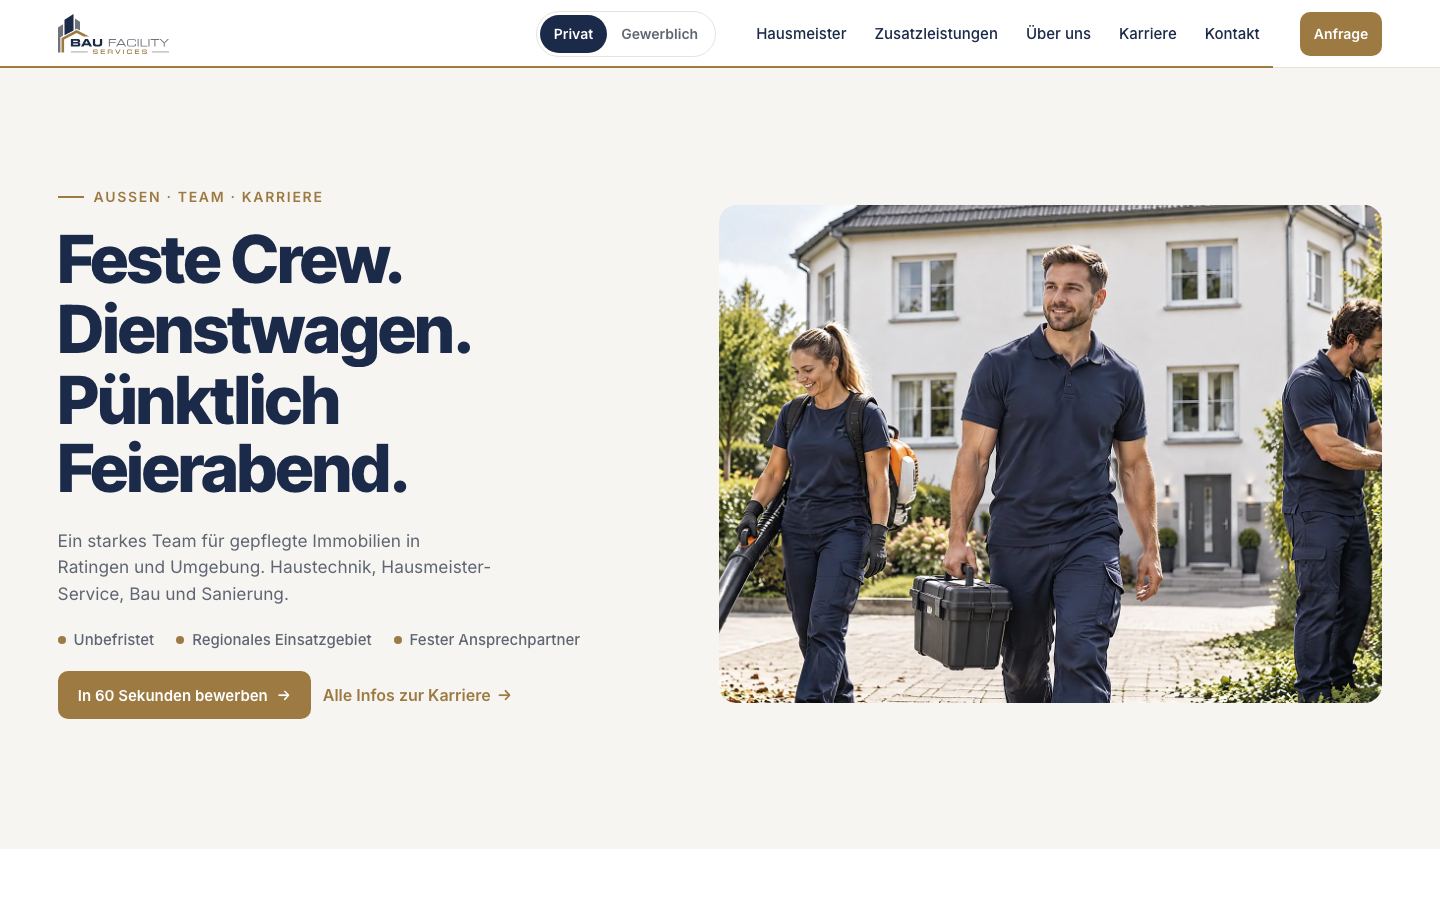 BAU FACILITY
SERVICES
Privat
Gewerblich
Hausmeister
Zusatzleistungen
Über uns
Karriere
Kontakt
Anfrage
AUSSEN · TEAM · KARRIERE
Feste Crew.
Dienstwagen.
Pünktlich
Feierabend.
Ein starkes Team für gepflegte Immobilien in
Ratingen und Umgebung. Haustechnik, Hausmeister-
Service, Bau und Sanierung.
Unbefristet
Regionales Einsatzgebiet
Fester Ansprechpartner
In 60 Sekunden bewerben →
Alle Infos zur Karriere →